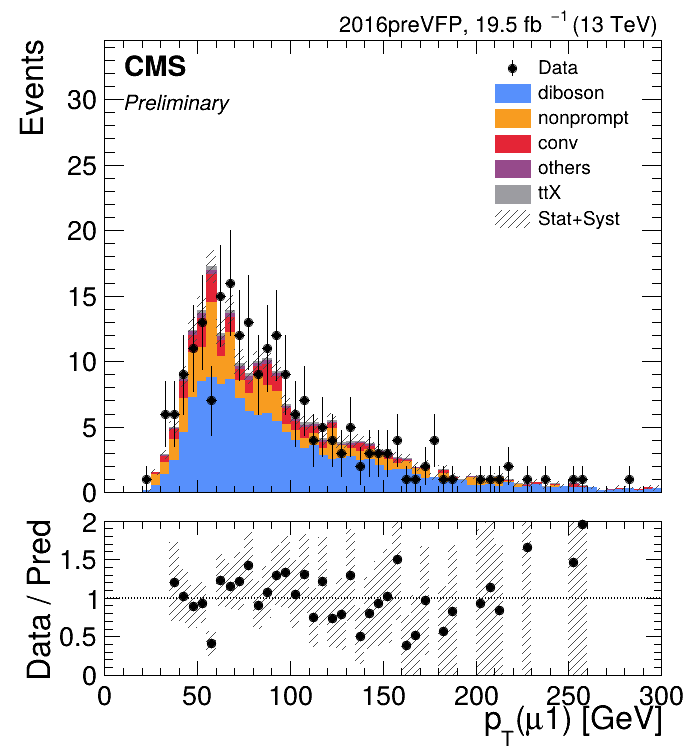 2016preVFP, 19.5 fb⁻¹ (13 TeV)
CMS
Preliminary
Events
Data
diboson
nonprompt
conv
others
ttX
Stat+Syst
30
25
20
15
10
5
0
Data / Pred
2
1.5
1
0.5
0
0 50 100 150 200 250 300
p_T(μ1) [GeV]